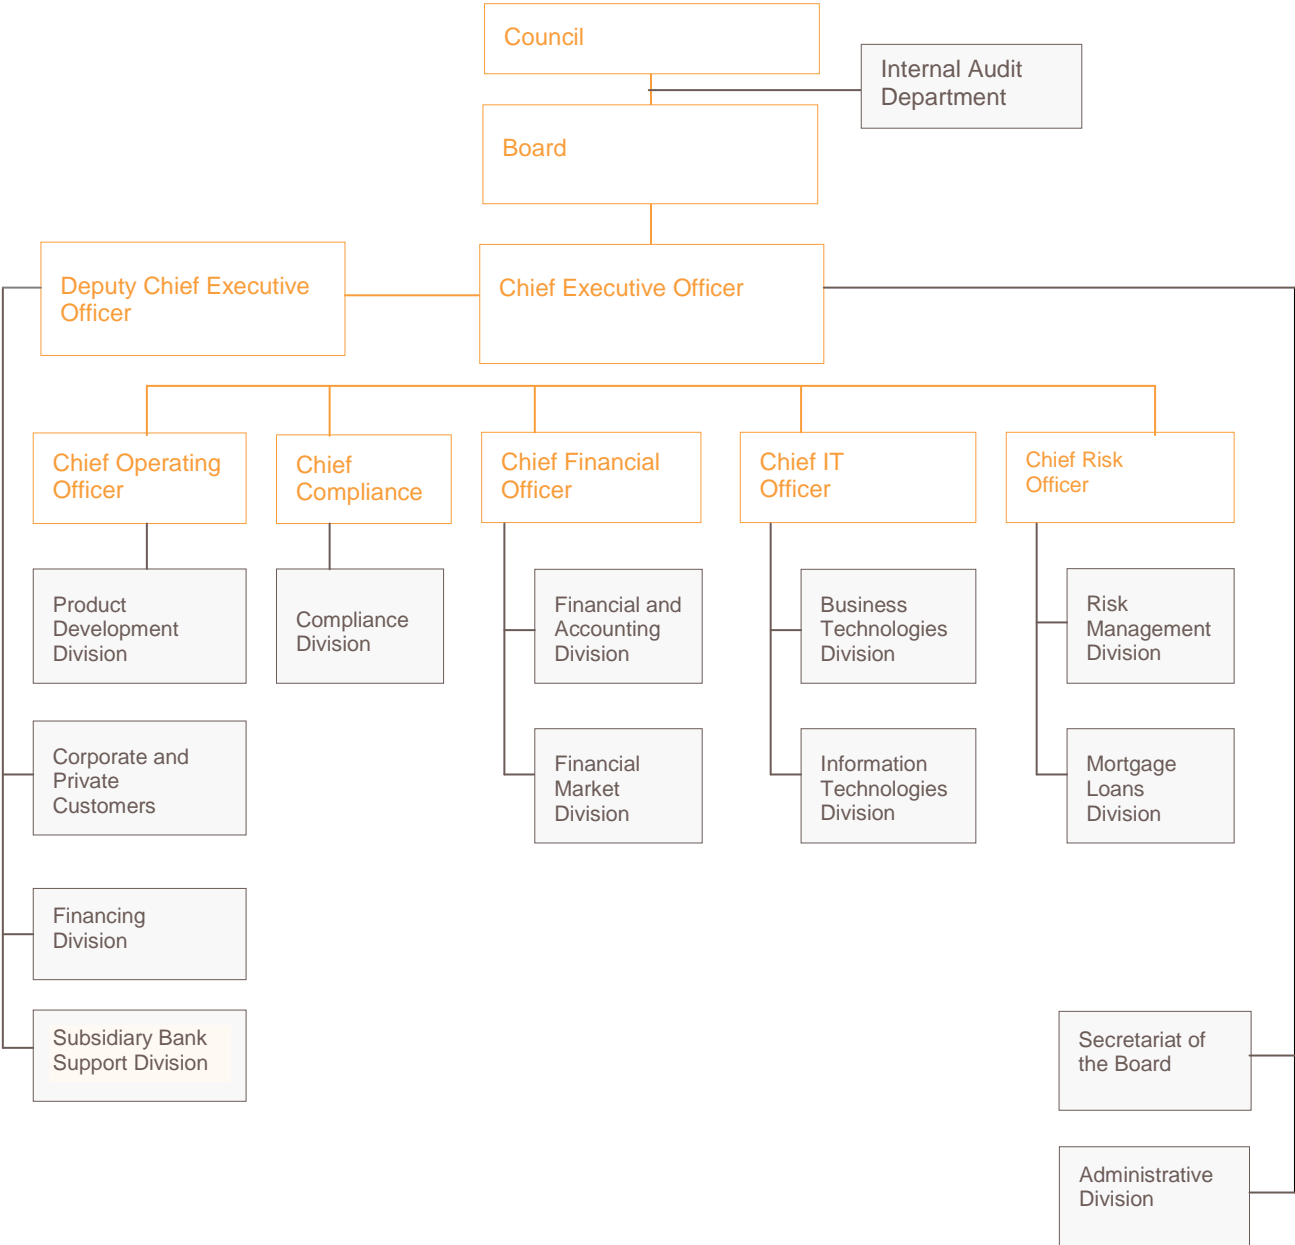 Council
Internal Audit
Department
Board
Deputy Chief Executive
Officer
Chief Executive Officer
Chief Operating
Officer
Chief
Compliance
Chief Financial
Officer
Chief IT
Officer
Chief Risk
Officer
Product
Development
Division
Compliance
Division
Financial and
Accounting
Division
Business
Technologies
Division
Risk
Management
Division
Corporate and
Private
Customers
Financial
Market
Division
Information
Technologies
Division
Mortgage
Loans
Division
Financing
Division
Subsidiary Bank
Support Division
Secretariat of
the Board
Administrative
Division